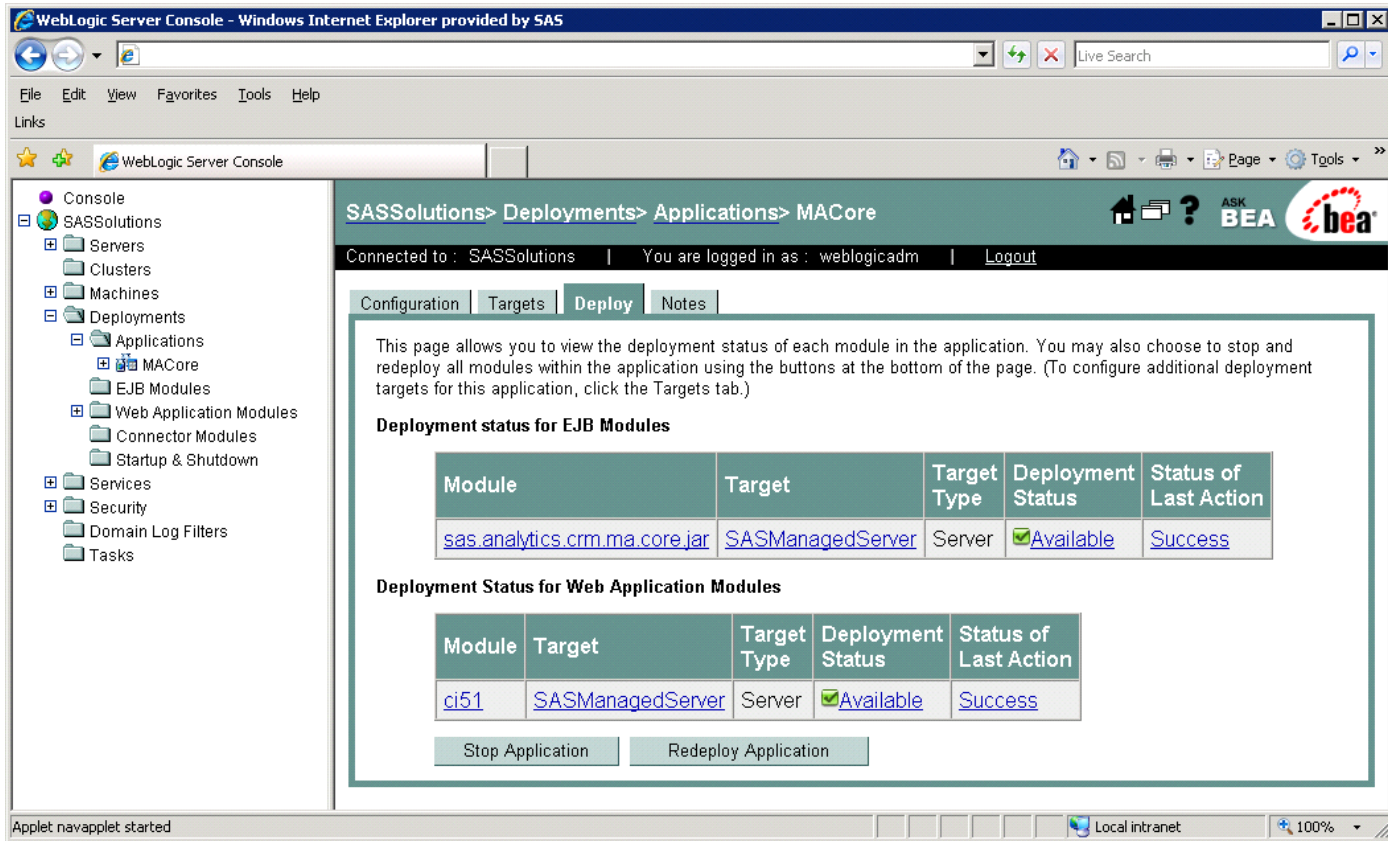 WebLogic Server Console - Windows Internet Explorer provided by SAS
Live Search
File Edit View Favorites Tools Help
Links
WebLogic Server Console
Page Tools »
Console
SASSolutions
Servers
Clusters
Machines
Deployments
Applications
MACore
EJB Modules
Web Application Modules
Connector Modules
Startup & Shutdown
Services
Security
Domain Log Filters
Tasks
SASSolutions> Deployments> Applications> MACore
? ASK BEA bea
Connected to : SASSolutions | You are logged in as : weblogicadm | Logout
Configuration Targets Deploy Notes
This page allows you to view the deployment status of each module in the application. You may also choose to stop and
redeploy all modules within the application using the buttons at the bottom of the page. (To configure additional deployment
targets for this application, click the Targets tab.)
Deployment status for EJB Modules
Module Target Target Type Deployment Status Status of Last Action
sas.analytics.crm.ma.core.jar SASManagedServer Server Available Success
Deployment Status for Web Application Modules
Module Target Target Type Deployment Status Status of Last Action
ci51 SASManagedServer Server Available Success
Stop Application Redeploy Application
Applet navapplet started Local intranet 100%